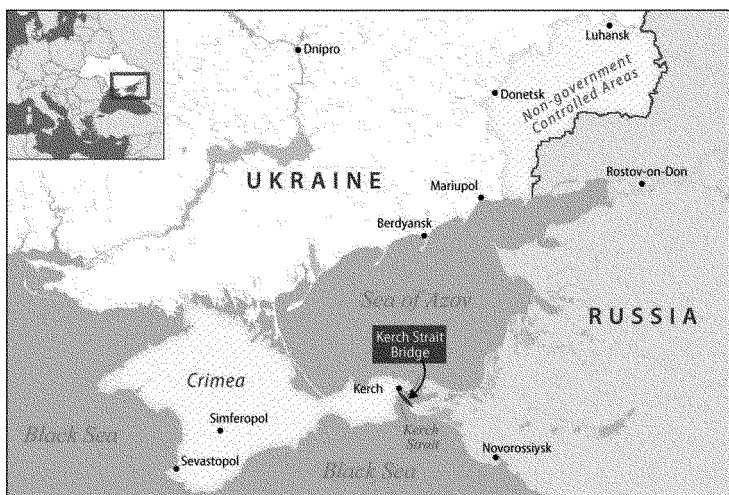 Dnipro
Luhansk
Donetsk
Non-government
Controlled Areas
UKRAINE
Mariupol
Rostov-on-Don
Berdyansk
Sea of Azov
RUSSIA
Kerch Strait
Bridge
Crimea
Kerch
Simferopol
Kerch
Strait
Black Sea
Sevastopol
Black Sea
Novorossiysk